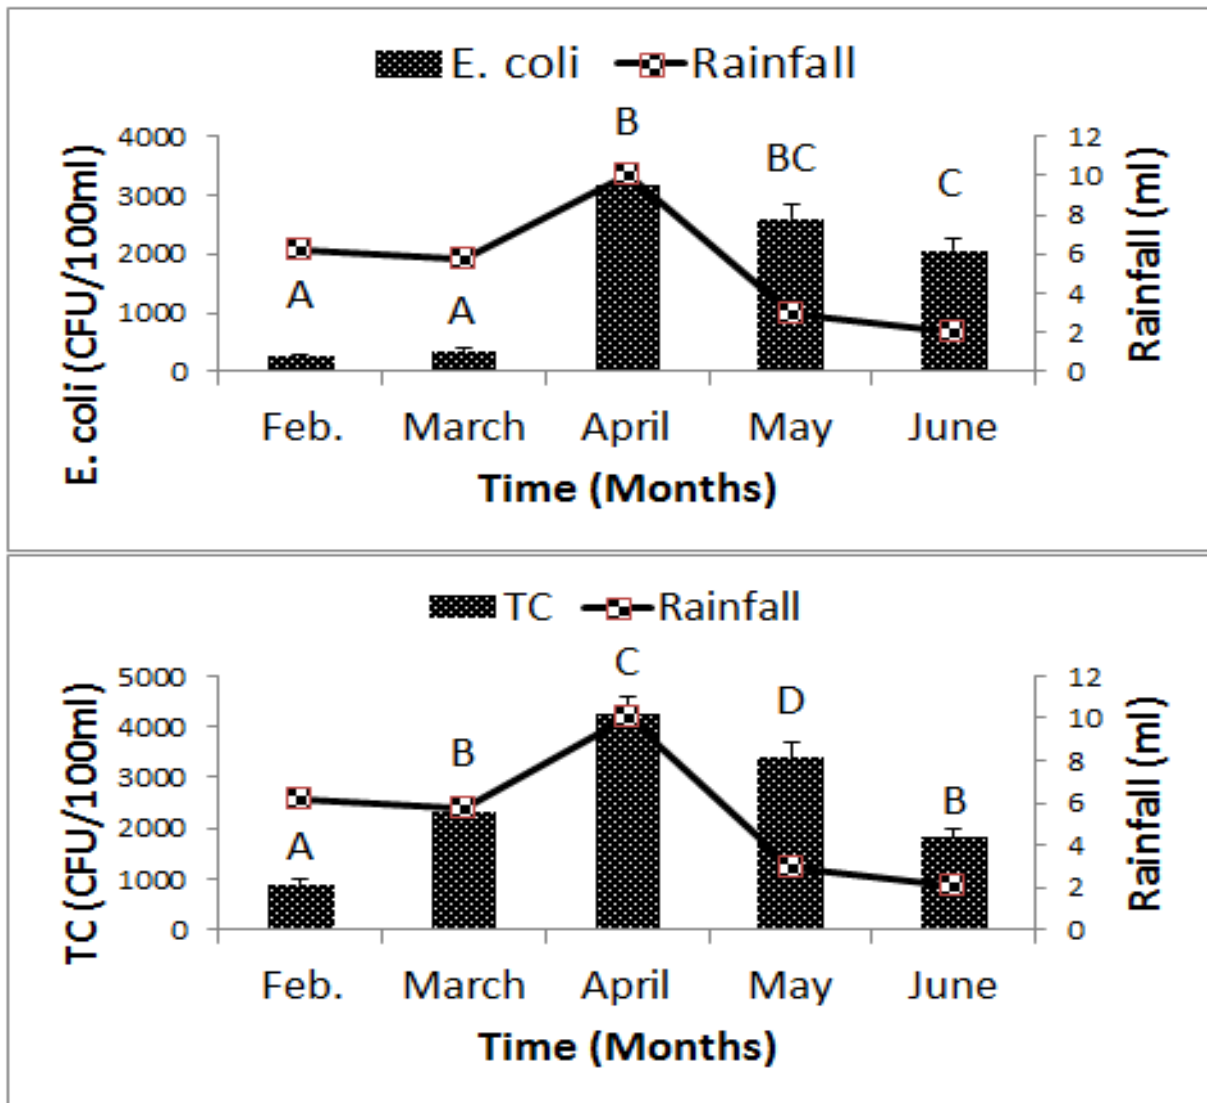 E. coli Rainfall
E. coli (CFU/100ml)
4000
3000
2000
1000
0
A A B BC C
12
10
8
6
4
2
0
Rainfall (ml)
Feb. March April May June
Time (Months)
TC Rainfall
TC (CFU/100ml)
5000
4000
3000
2000
1000
0
A B C D B
12
10
8
6
4
2
0
Rainfall (ml)
Feb. March April May June
Time (Months)